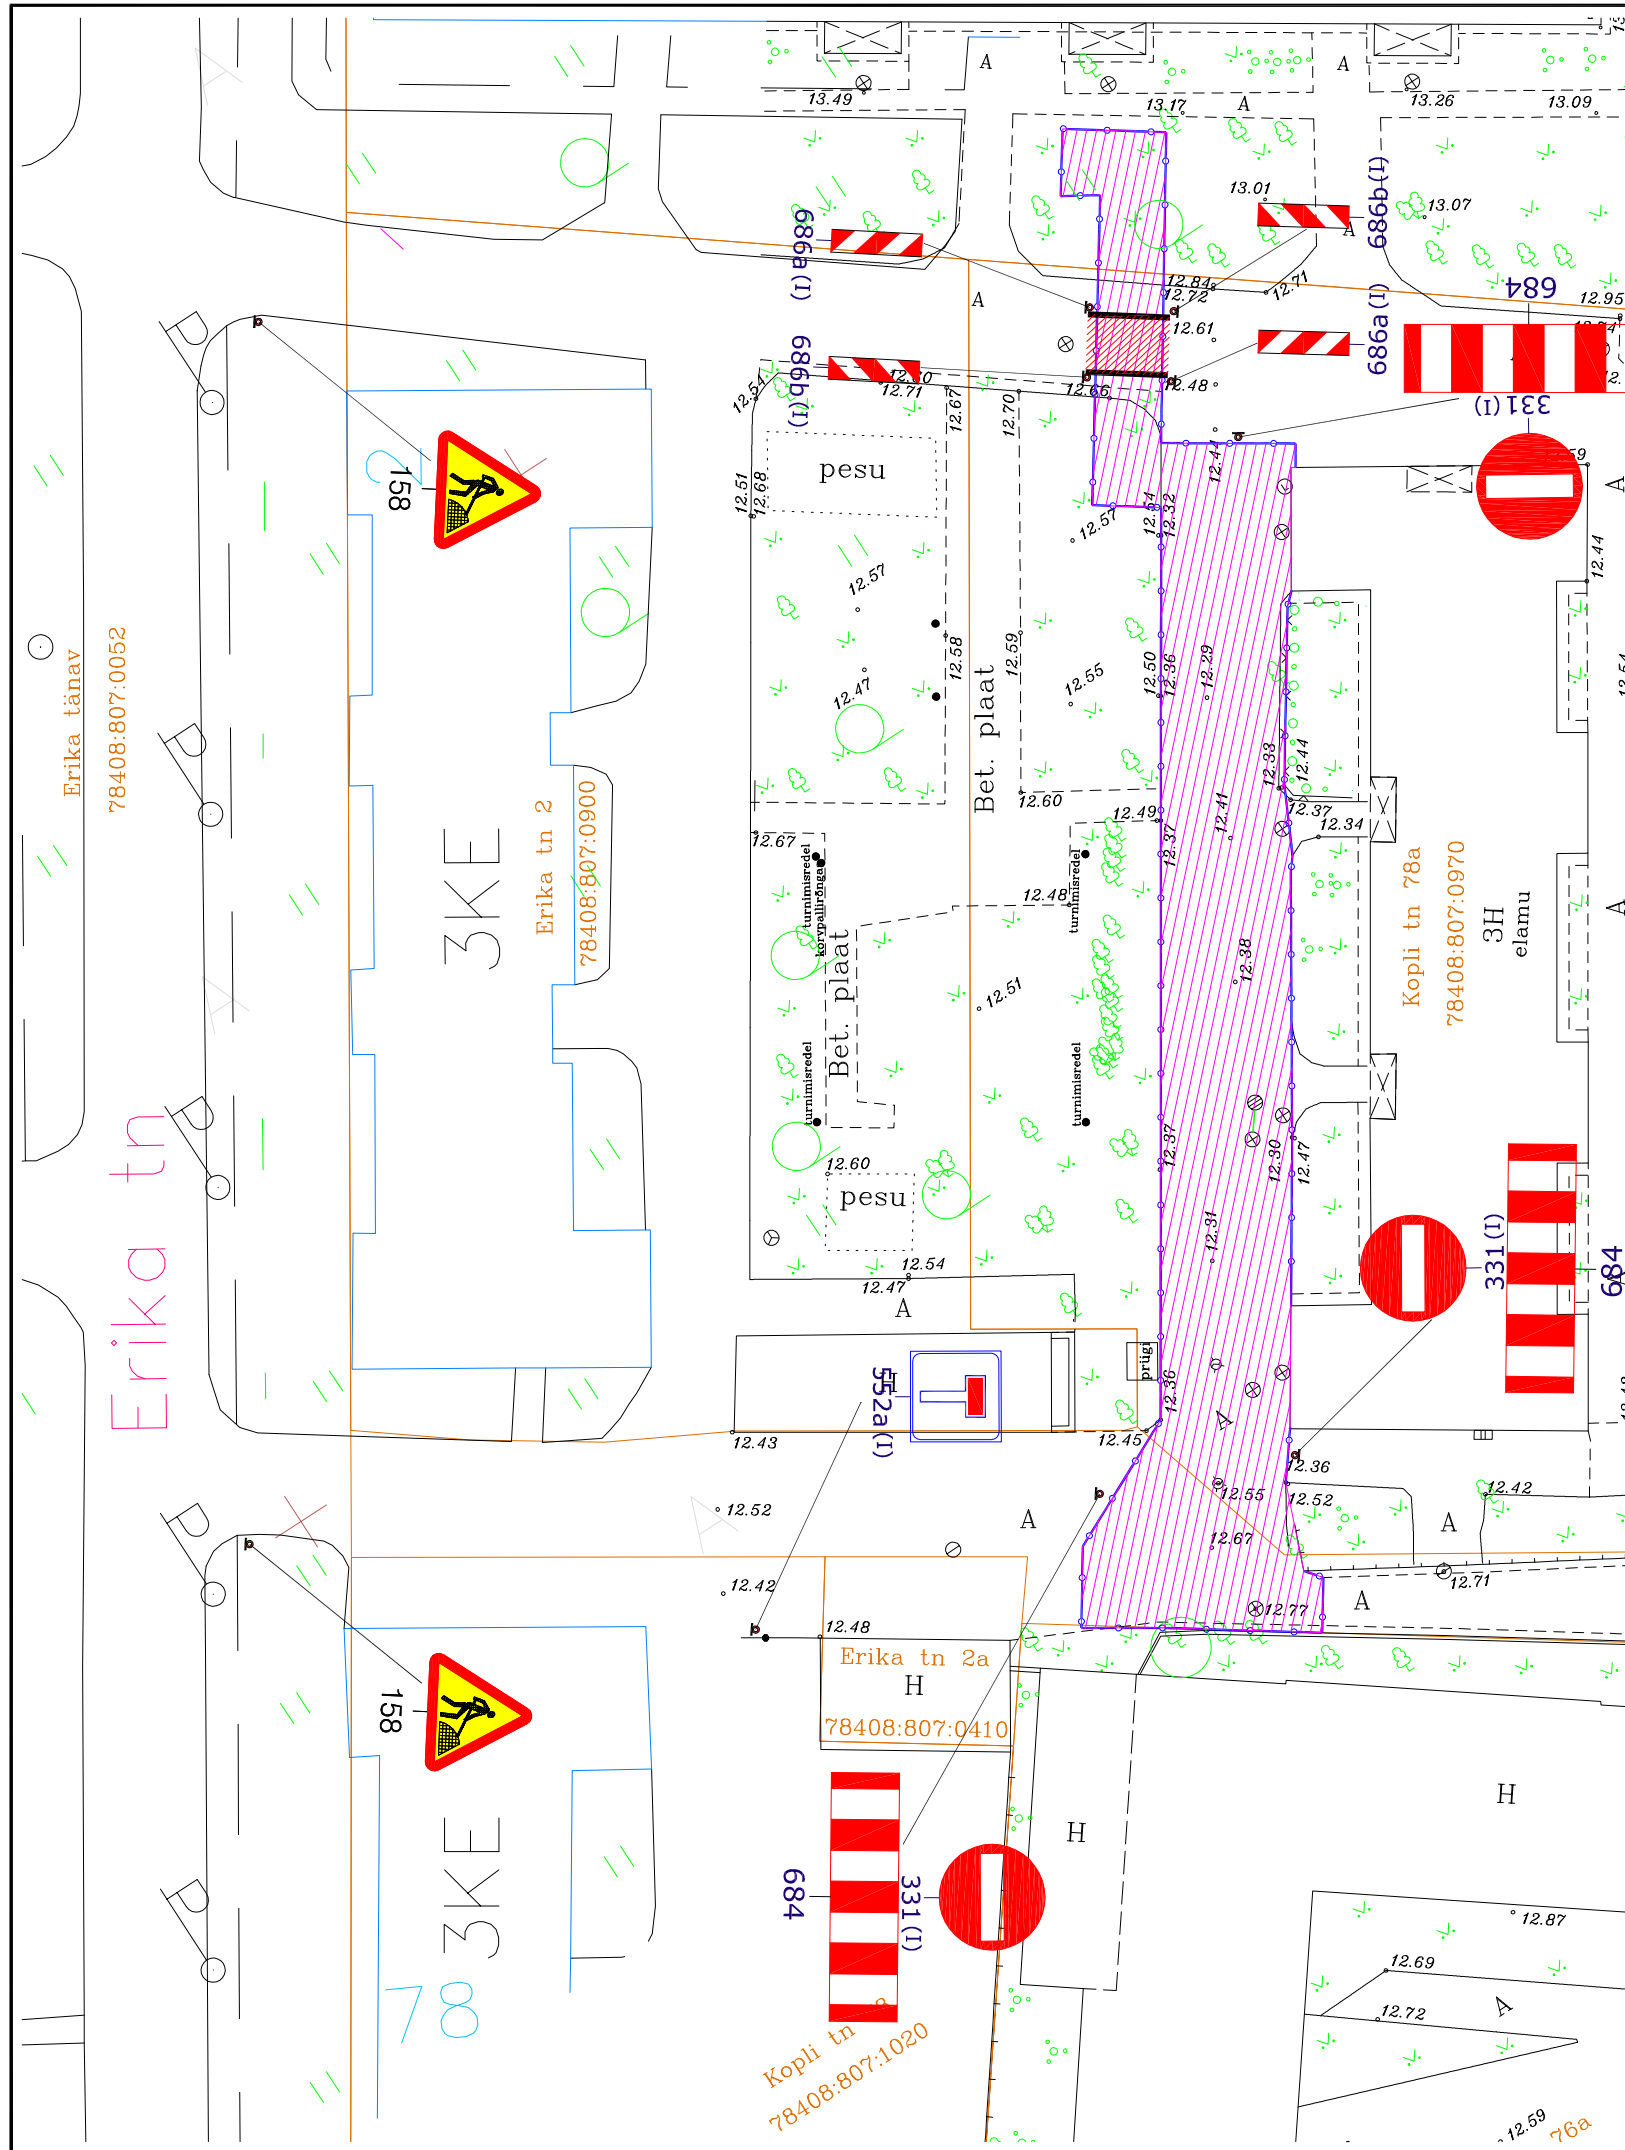 A
A
13.49
13.17
A
13.26
13.09
686a(I)
13.01
686b(I)
13.07
A
12.84
12.72
12.71
684
12.95
A
12.61
686a(I)
686b(I)
12.54
12.71
12.67
12.70
12.66
12.48
331(I)
P
158
pesu
12.51
12.68
12.41
12.57
12.54
12.32
A
12.44
12.57
Erika tänav
78408:807:0052
12.58
12.59
12.50
12.36
12.29
12.54
12.47
12.55
Bet. plaat
P
3KE
Erika tn 2
78408:807:0900
12.33
12.44
12.60
12.49
12.37
12.41
12.37
12.34
12.67
turnimisredel
korvpallirõngas
turnimisredel
12.48
Kopli tn 78a
78408:807:0970
3H
elamu
A
Bet. plaat
12.51
12.38
A
P
turnimisredel
turnimisredel
12.37
12.30
12.47
12.60
pesu
12.31
331(I)
684
Erika tn
12.54
12.47
A
552a(I)
H
prügi
12.36
A
12.43
12.45
12.36
12.52
12.42
A
12.52
A
12.55
A
P
12.67
12.71
12.42
12.77
A
12.48
Erika tn 2a
H
78408:807:0410
158
3KE
H
H
684
331(I)
P
78
12.87
12.69
12.72
A
Kopli tn
78408:807:1020
12.59
76a